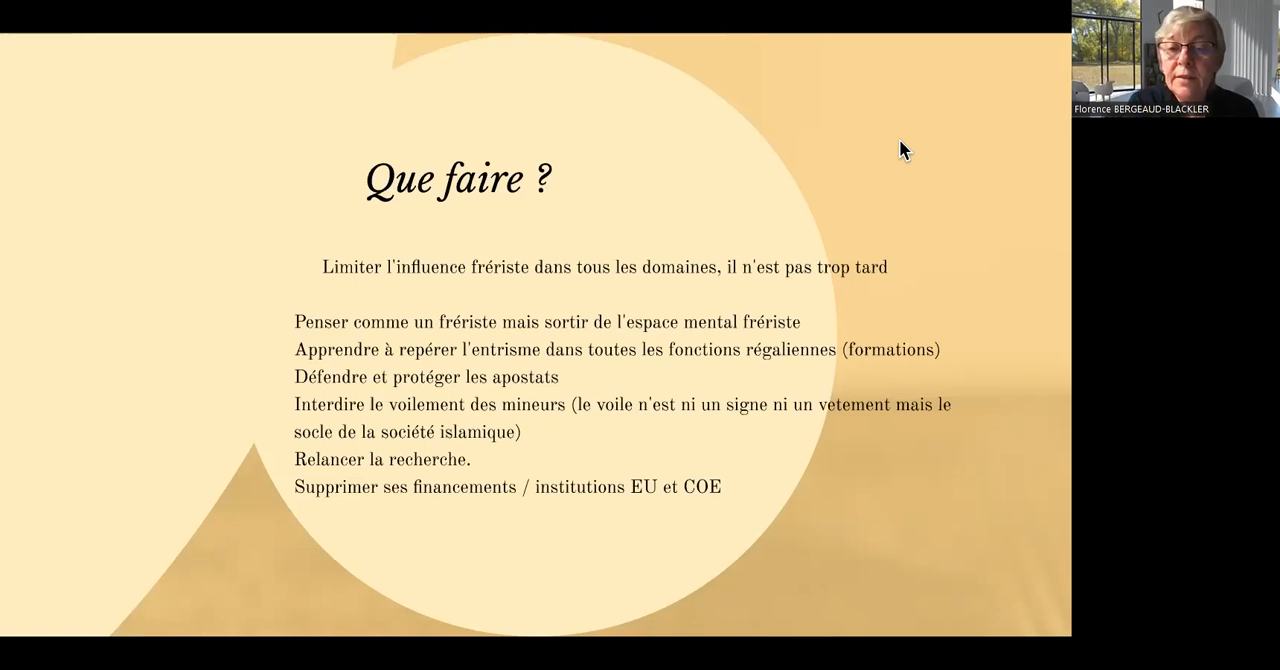 Florence BERGEAUD-BLACKLER
Que faire ?
Limiter l'influence frériste dans tous les domaines, il n'est pas trop tard
Penser comme un frériste mais sortir de l'espace mental frériste
Apprendre à repérer l'entrisme dans toutes les fonctions régaliennes (formations)
Défendre et protéger les apostats
Interdire le voilement des mineurs (le voile n'est ni un signe ni un vetement mais le
socle de la société islamique)
Relancer la recherche.
Supprimer ses financements / institutions EU et COE